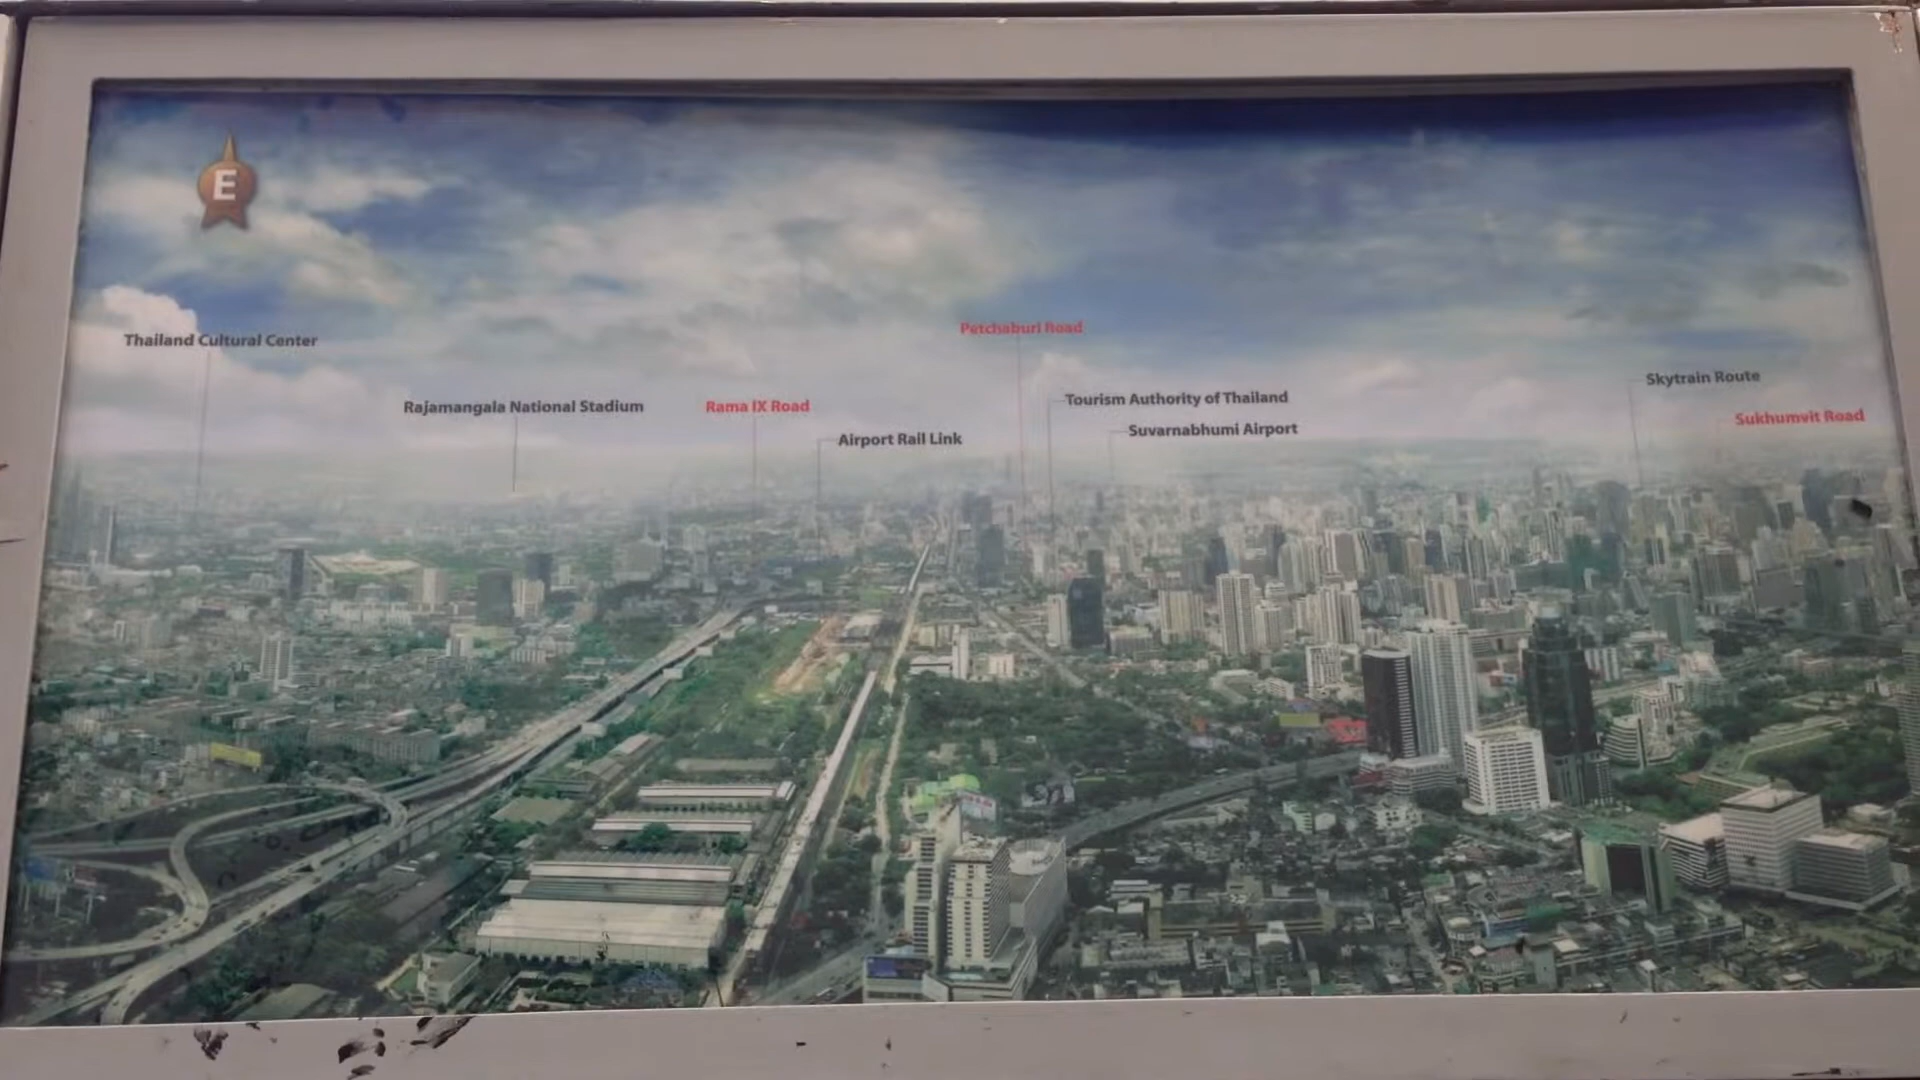 E
Thailand Cultural Center
Rajamangala National Stadium
Rama IX Road
Airport Rail Link
Petchaburi Road
Tourism Authority of Thailand
Suvarnabhumi Airport
Skytrain Route
Sukhumvit Road